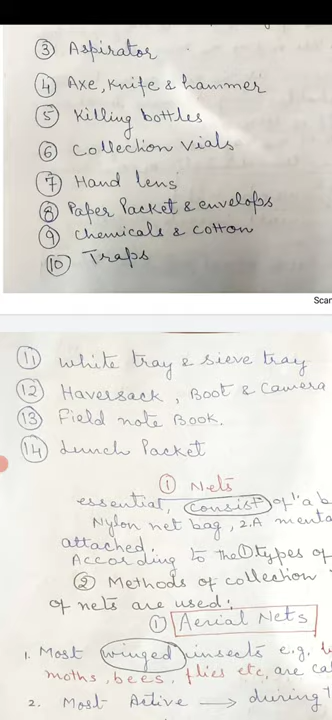 ③ Aspirator
④ Axe, Knife & hammer
⑤ Killing bottles
⑥ Collection Vials
⑦ Hand lens
⑧ Paper Packet & envelops
⑨ Chemicals & cotton
⑩ Traps
Scan
⑪ White tray & sieve tray
⑫ Haversack, Boot & Camera
⑬ Field note Book.
⑭ Lunch Packet
① Nets
essential, consist of "a b
Nylon net bag, 2. A menta
attached.
According to the ① types of
② Methods of collection
of nets are used:
① Aerial Nets
1. Most winged insects e.g.
moths, bees, flies etc, are ca
2. Most Active → during